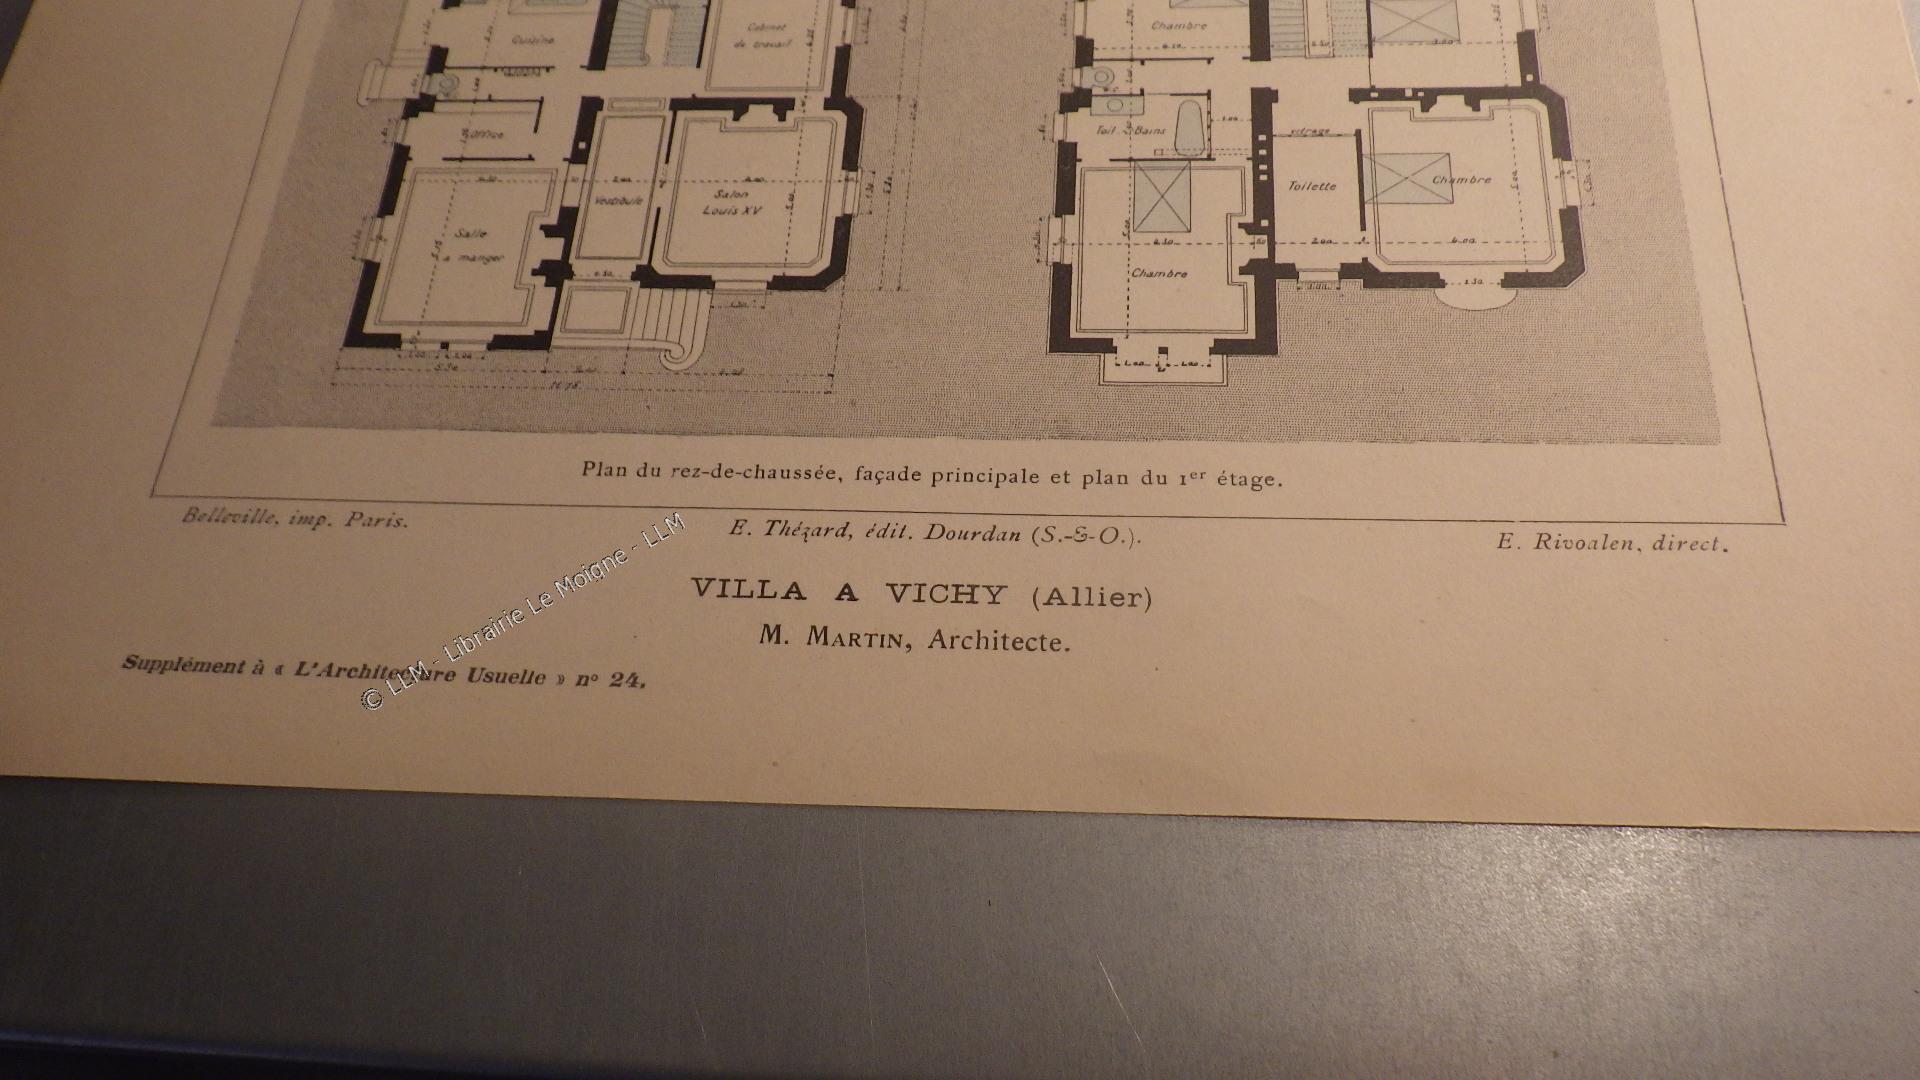 Cuisine
Cabinet
de travail
Office
Vestibule
Salon
Louis XV
Salle
à manger
Chambre
Toil. - Bains
vitrage
Toilette
Chambre
Chambre
Plan du rez-de-chaussée, façade principale et plan du 1er étage.
Belleville, imp. Paris.
E. Thézard, édit. Dourdan (S.-&-O.).
E. Rivoalen, direct.
VILLA A VICHY (Allier)
M. MARTIN, Architecte.
Supplément à « L'Architecture Usuelle » no 24.
© LLM - Librairie Le Moigne - LLM